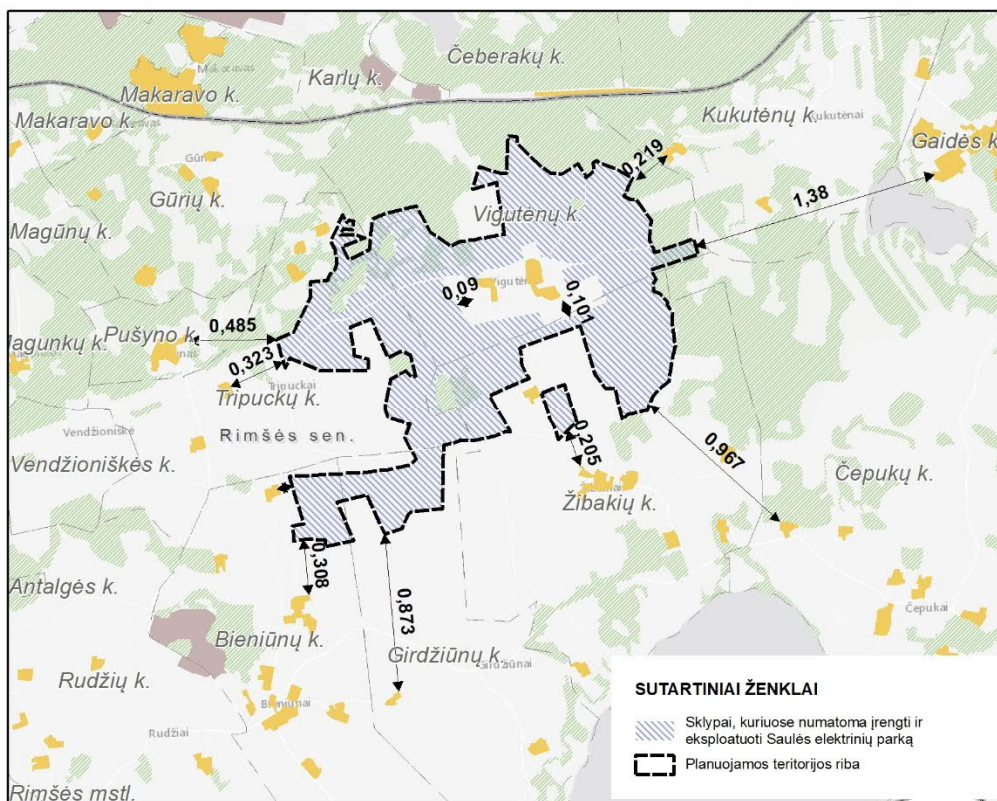 Čeberakų k.
Makaravas
Karlų k.
Makaravo k.
Makaravo k.
Kukutėnų k.
Kukutėnai
Gaidės k
0,219
Gūrių k.
1,38
Vigutėnų k.
Magūnų k.
0,09
0,101
0,485
Pušyno k.
Jagunkų k.
0,323
Tripuckai
Tripuckų k.
Vendžioniškė
Rimšės sen.
0,205
0,967
Vendžioniškės k.
Čepukų k.
Žibakių k.
0,308
Antalgės k.
0,873
Čepukai
Bieniūnų k.
Girdžiūnų k.
Girdžiūnai
Rudžių k.
SUTARTINIAI ŽENKLAI
Bieniūnai
Sklypai, kuriuose numatoma įrengti ir
eksploatuoti Saulės elektrinių parką
Rudžiai
Planuojamos teritorijos riba
Rimšės mstl.